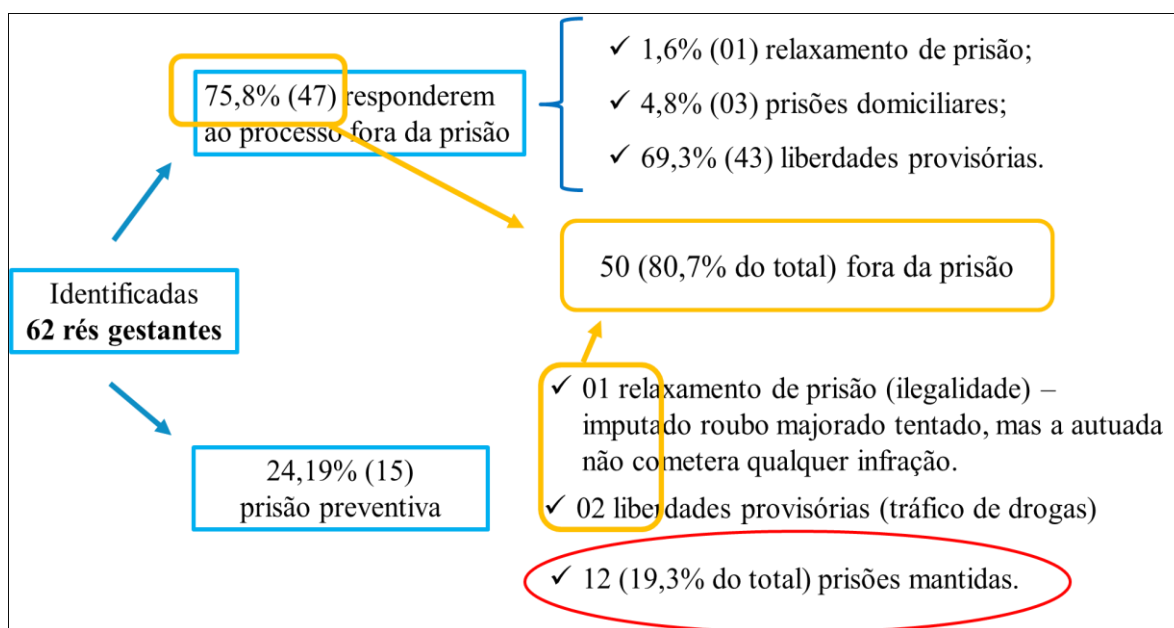 ✓ 1,6% (01) relaxamento de prisão;
75,8% (47) responderem
ao processo fora da prisão
✓ 4,8% (03) prisões domiciliares;
✓ 69,3% (43) liberdades provisórias.
50 (80,7% do total) fora da prisão
Identificadas
62 rés gestantes
✓ 01 relaxamento de prisão (ilegalidade) –
imputado roubo majorado tentado, mas a autuada
não cometera qualquer infração.
24,19% (15)
prisão preventiva
✓ 02 liberdades provisórias (tráfico de drogas)
✓ 12 (19,3% do total) prisões mantidas.